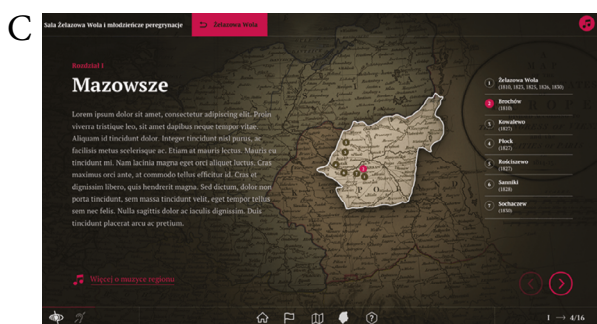 C
Sala Żelazowa Wola i młodzieńcze peregrynacje
Żelazowa Wola
Rozdział I
Mazowsze
Lorem ipsum dolor sit amet, consectetur adipiscing elit. Proin
viverra tristique leo, sit amet dapibus neque tempor vitae.
Aliquam id tincidunt dolor. Integer tincidunt nisl purus, ac
facilisis metus scelerisque ac. Etiam at mauris lectus. Mauris eu
tincidunt mi. Nam lacinia magna eget orci aliquet luctus. Cras
maximus orci ante, at commodo tellus efficitur id. Cras et
dignissim libero, quis hendrerit magna. Sed dictum, dolor non
porta tincidunt, sem massa tincidunt velit, eget tempor tellus
sem nec felis. Nulla sagittis dolor ac iaculis dignissim. Duis
tincidunt placerat arcu ac pretium.
Więcej o muzyce regionu
1 Żelazowa Wola
(1810, 1823, 1825, 1826, 1830)
2 Brochów
(1810)
3 Kowalewo
(1827)
4 Płock
(1827)
5 Rościszewo
(1827)
6 Sanniki
(1828)
7 Sochaczew
(1830)
1 → 4/16